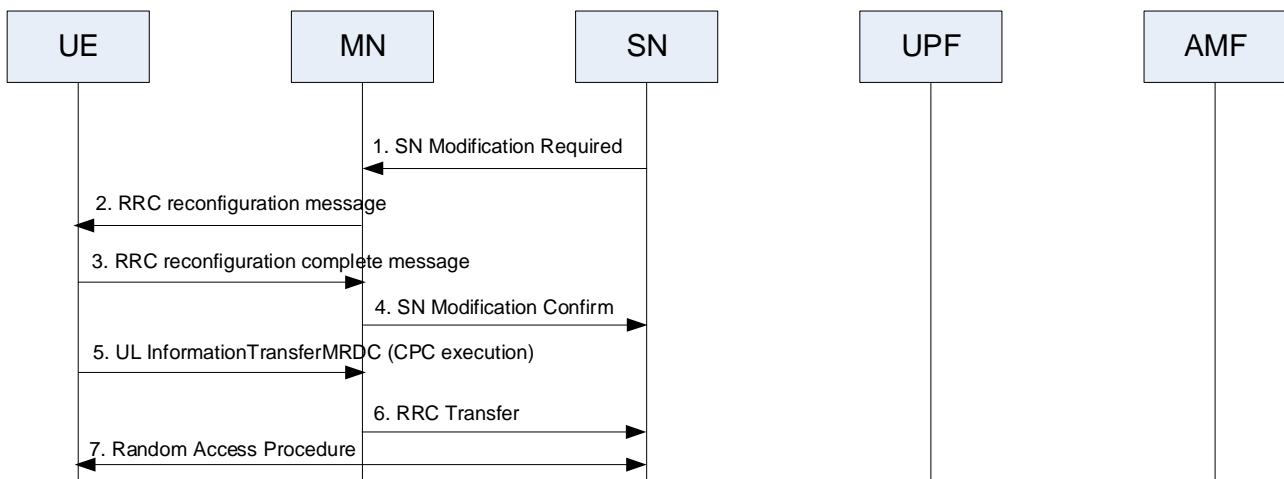 UE
MN
SN
UPF
AMF
1. SN Modification Required
2. RRC reconfiguration message
3. RRC reconfiguration complete message
4. SN Modification Confirm
5. UL InformationTransferMRDC (CPC execution)
6. RRC Transfer
7. Random Access Procedure